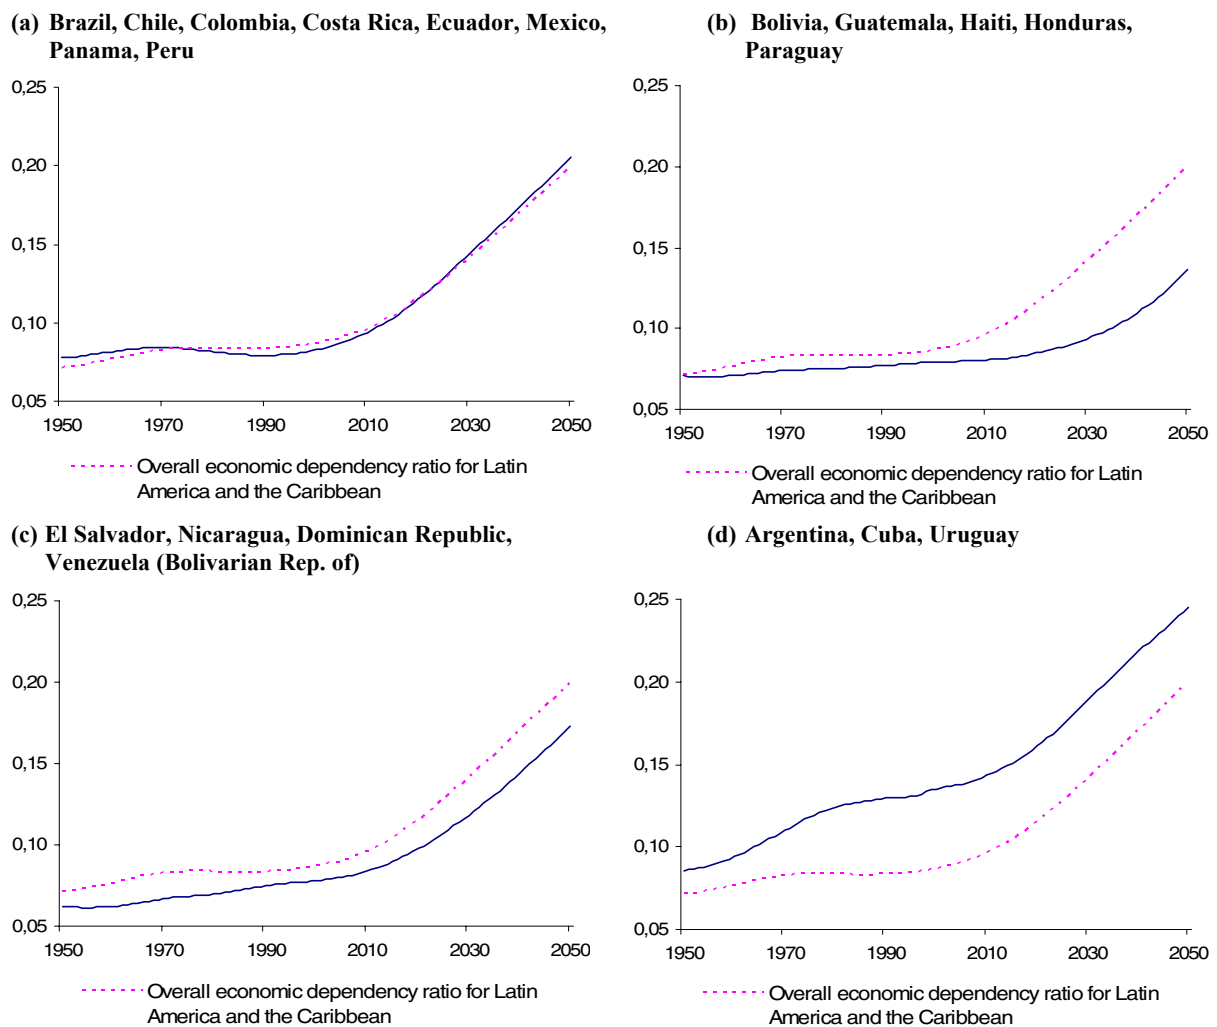 (a) Brazil, Chile, Colombia, Costa Rica, Ecuador, Mexico,
Panama, Peru
0,25
0,20
0,15
0,10
0,05
1950 1970 1990 2010 2030 2050
Overall economic dependency ratio for Latin
America and the Caribbean
(b) Bolivia, Guatemala, Haiti, Honduras,
Paraguay
0,25
0,20
0,15
0,10
0,05
1950 1970 1990 2010 2030 2050
Overall economic dependency ratio for Latin
America and the Caribbean
(c) El Salvador, Nicaragua, Dominican Republic,
Venezuela (Bolivarian Rep. of)
0,25
0,20
0,15
0,10
0,05
1950 1970 1990 2010 2030 2050
Overall economic dependency ratio for Latin
America and the Caribbean
(d) Argentina, Cuba, Uruguay
0,25
0,20
0,15
0,10
0,05
1950 1970 1990 2010 2030 2050
Overall economic dependency ratio for Latin
America and the Caribbean